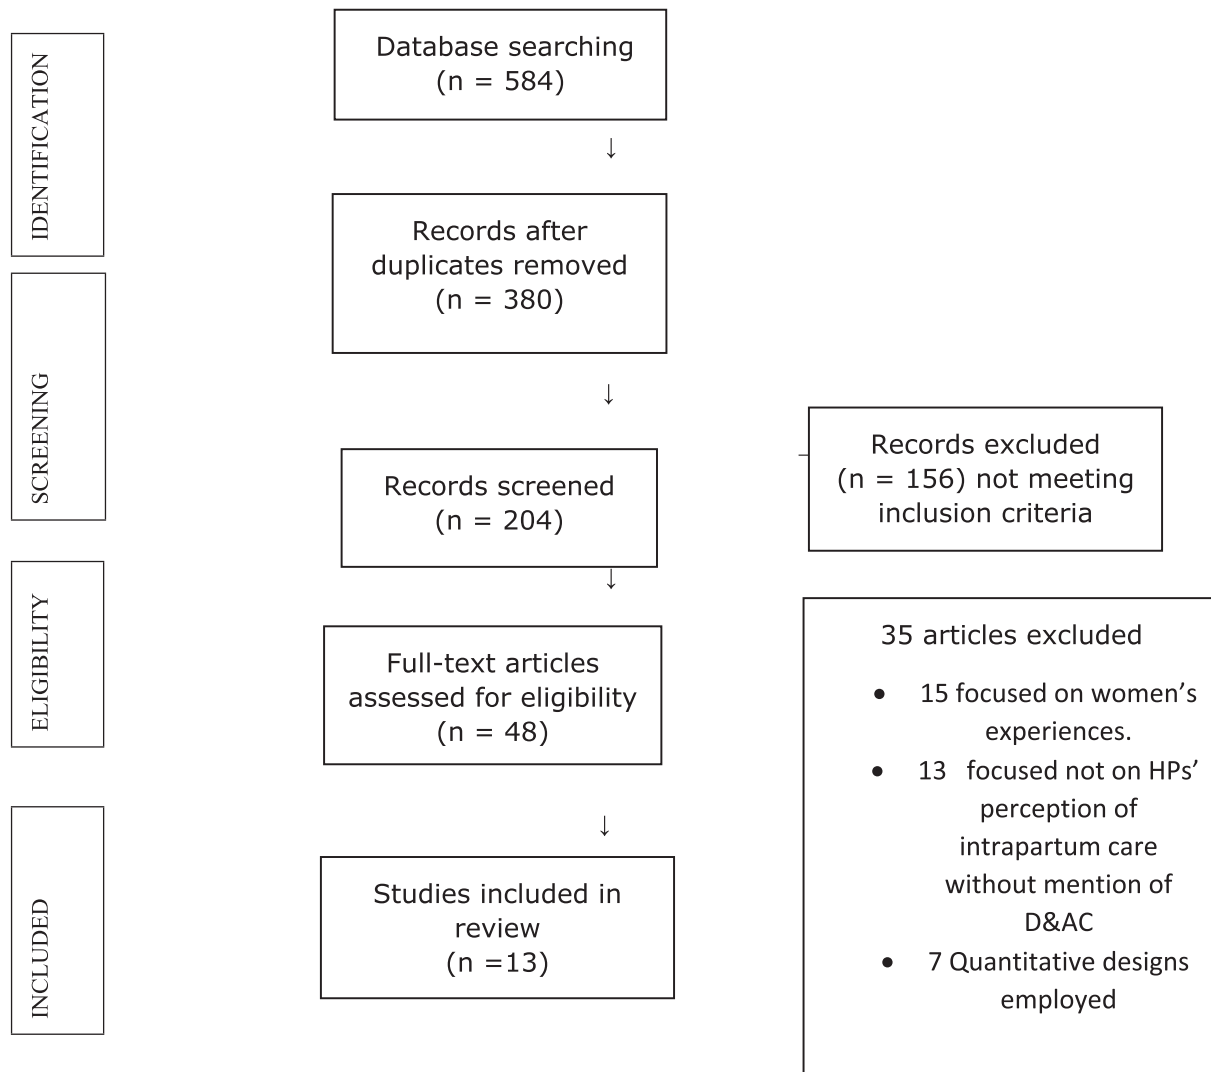 IDENTIFICATION
Database searching
(n = 584)
↓
Records after
duplicates removed
(n = 380)
↓
SCREENING
Records screened
(n = 204)
Records excluded
(n = 156) not meeting
inclusion criteria
↓
ELIGIBILITY
Full-text articles
assessed for eligibility
(n = 48)
35 articles excluded
• 15 focused on women's
experiences.
• 13 focused not on HPs'
perception of
intrapartum care
without mention of
D&AC
• 7 Quantitative designs
employed
↓
INCLUDED
Studies included in
review
(n =13)